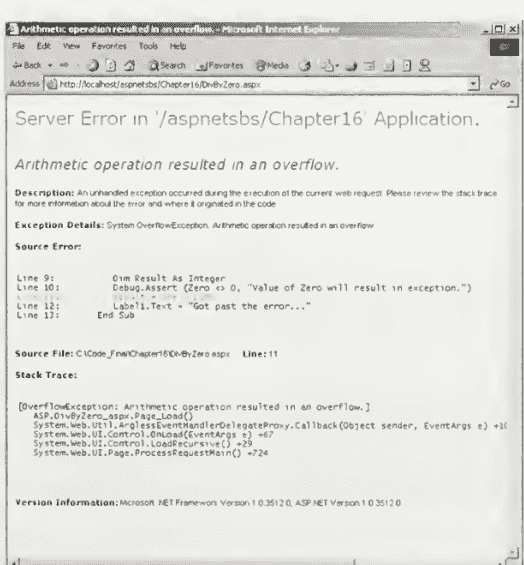 Arithmetic operation resulted in an overflow. - Microsoft Internet Explorer
File Edit View Favorites Tools Help
Back Search Favorites Media
Address http://localhost/aspnetsbs/Chapter16/DivByZero.aspx Go
Server Error in '/aspnetsbs/Chapter16' Application.
Arithmetic operation resulted in an overflow.
Description: An unhandled exception occurred during the execution of the current web request. Please review the stack trace
for more information about the error and where it originated in the code
Exception Details: System OverflowException. Arithmetic operation resulted in an overflow
Source Error:
Line 9: Dim Result As Integer
Line 10: Debug.Assert (Zero <> 0, "Value of Zero will result in exception.")
Line 12: Label1.Text = "Got past the error..."
Line 13: End Sub
Source File: C:\Code_Final\Chapter16\DivByZero.aspx Line: 11
Stack Trace:
[OverflowException: Arithmetic operation resulted in an overflow.]
ASP.DivByZero_aspx.Page_Load()
System.Web.Util.ArglessEventHandlerDelegateProxy.Callback(Object sender, EventArgs e) +10
System.Web.UI.Control.OnLoad(EventArgs e) +67
System.Web.UI.Control.LoadRecursive() +29
System.Web.UI.Page.ProcessRequestMain() +724
Version Information: Microsoft .NET Framework Version 1.0.3512.0, ASP.NET Version 1.0.3512.0